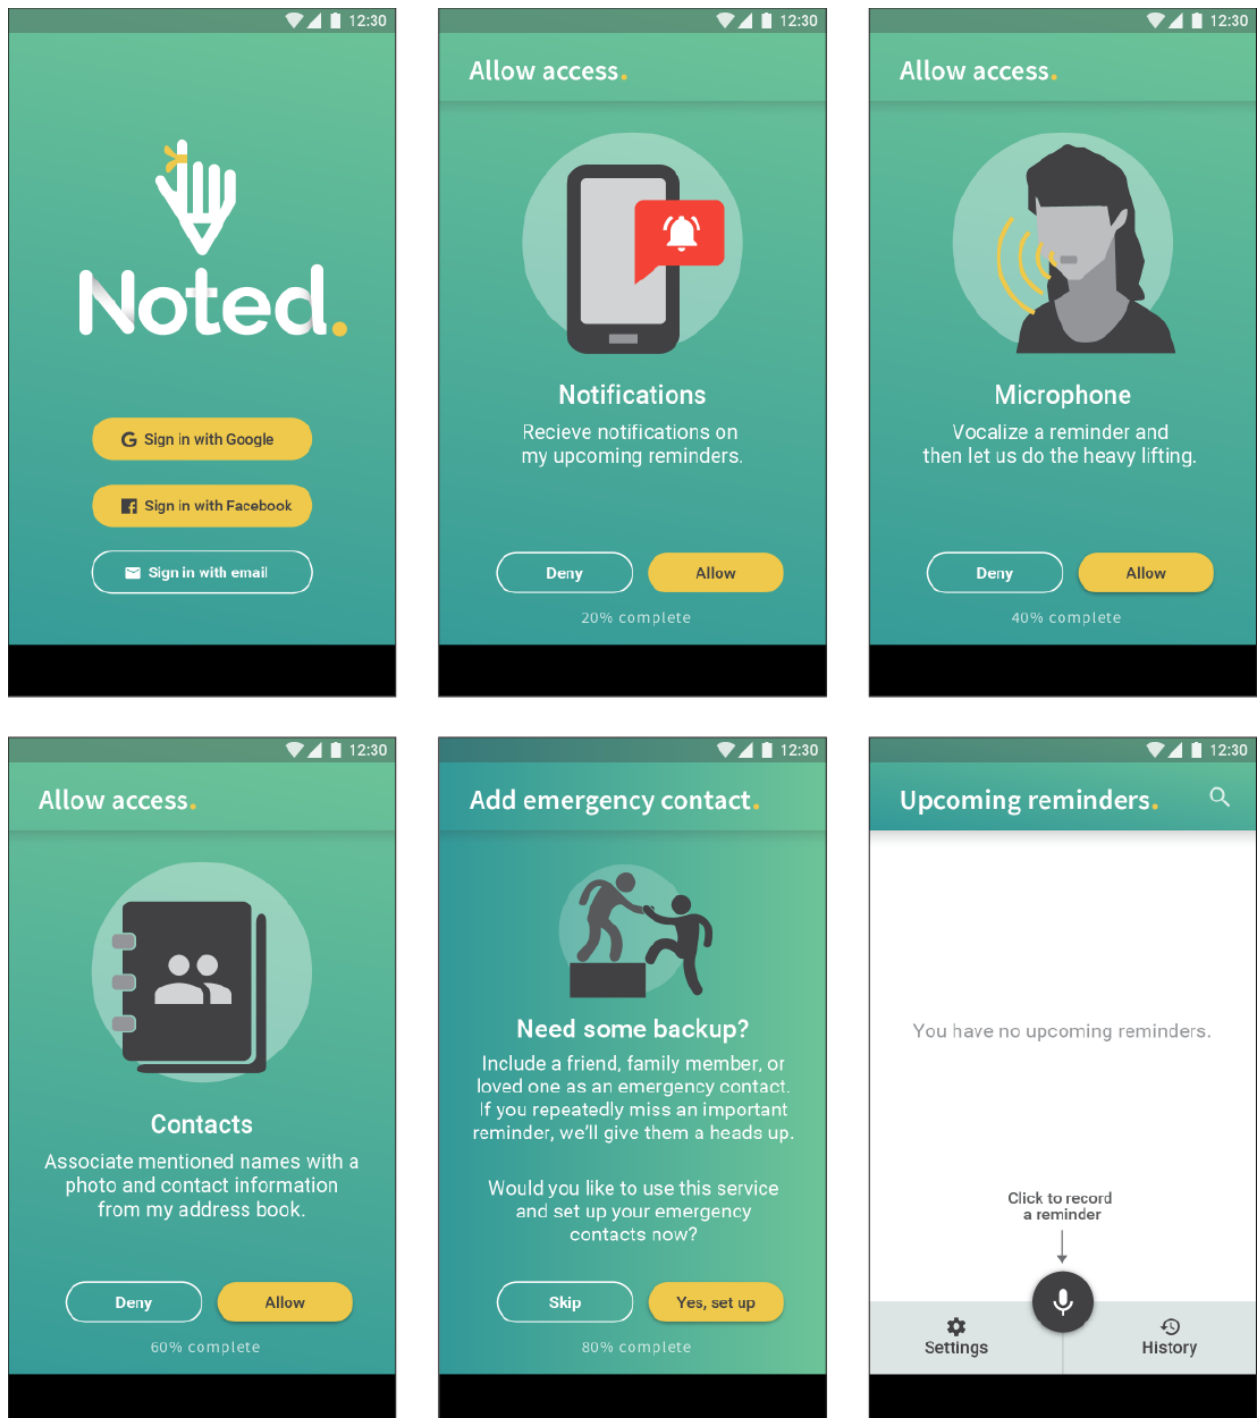 12:30
Noted.
G Sign in with Google
f Sign in with Facebook
Sign in with email
12:30
Allow access.
Notifications
Recieve notifications on
my upcoming reminders.
Deny
Allow
20% complete
12:30
Allow access.
Microphone
Vocalize a reminder and
then let us do the heavy lifting.
Deny
Allow
40% complete
12:30
Allow access.
Contacts
Associate mentioned names with a
photo and contact information
from my address book.
Deny
Allow
60% complete
12:30
Add emergency contact.
Need some backup?
Include a friend, family member, or
loved one as an emergency contact.
If you repeatedly miss an important
reminder, we'll give them a heads up.
Would you like to use this service
and set up your emergency
contacts now?
Skip
Yes, set up
80% complete
12:30
Upcoming reminders.
You have no upcoming reminders.
Click to record
a reminder
Settings
History